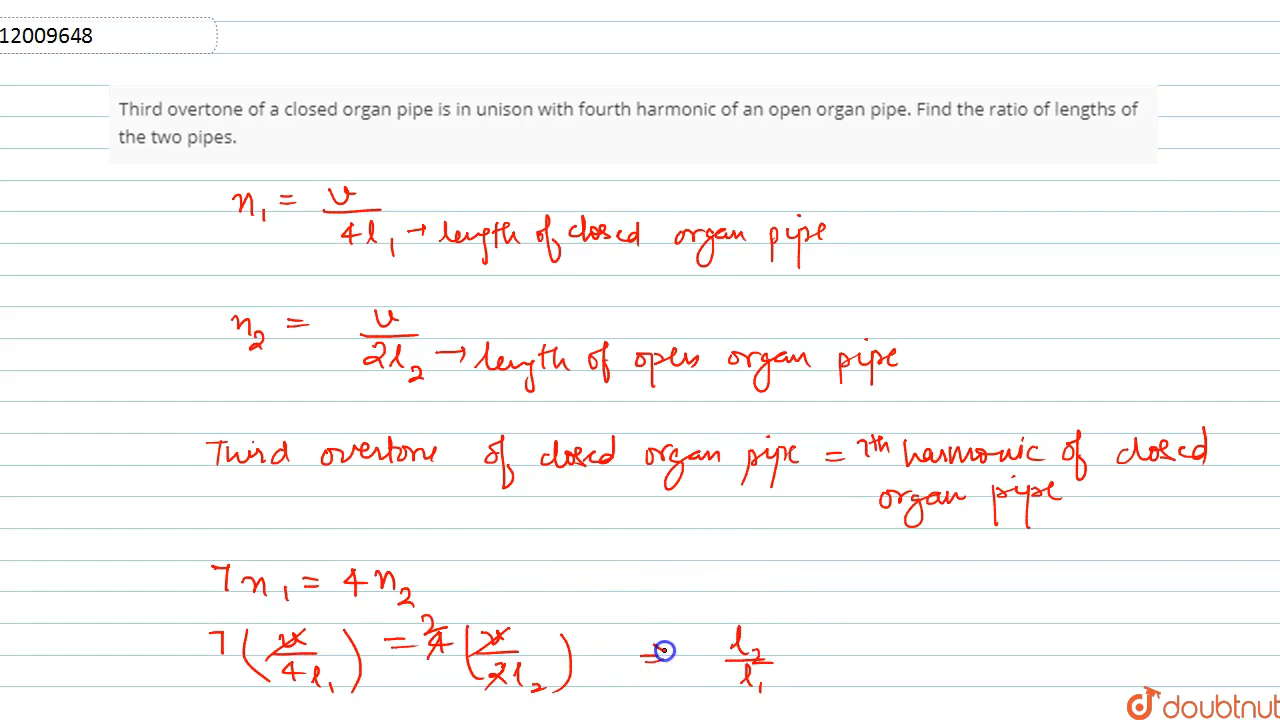 12009648
Third overtone of a closed organ pipe is in unison with fourth harmonic of an open organ pipe. Find the ratio of lengths of
the two pipes.
n₁ = v/4l₁ → length of closed organ pipe
n₂ = v/2l₂ → length of open organ pipe
Third overtone of closed organ pipe = 7th harmonic of closed
organ pipe
7n₁ = 4n₂
7(v/4l₁) = 2 4(v/2l₂) ⇒ l₂/l₁
doubtnut